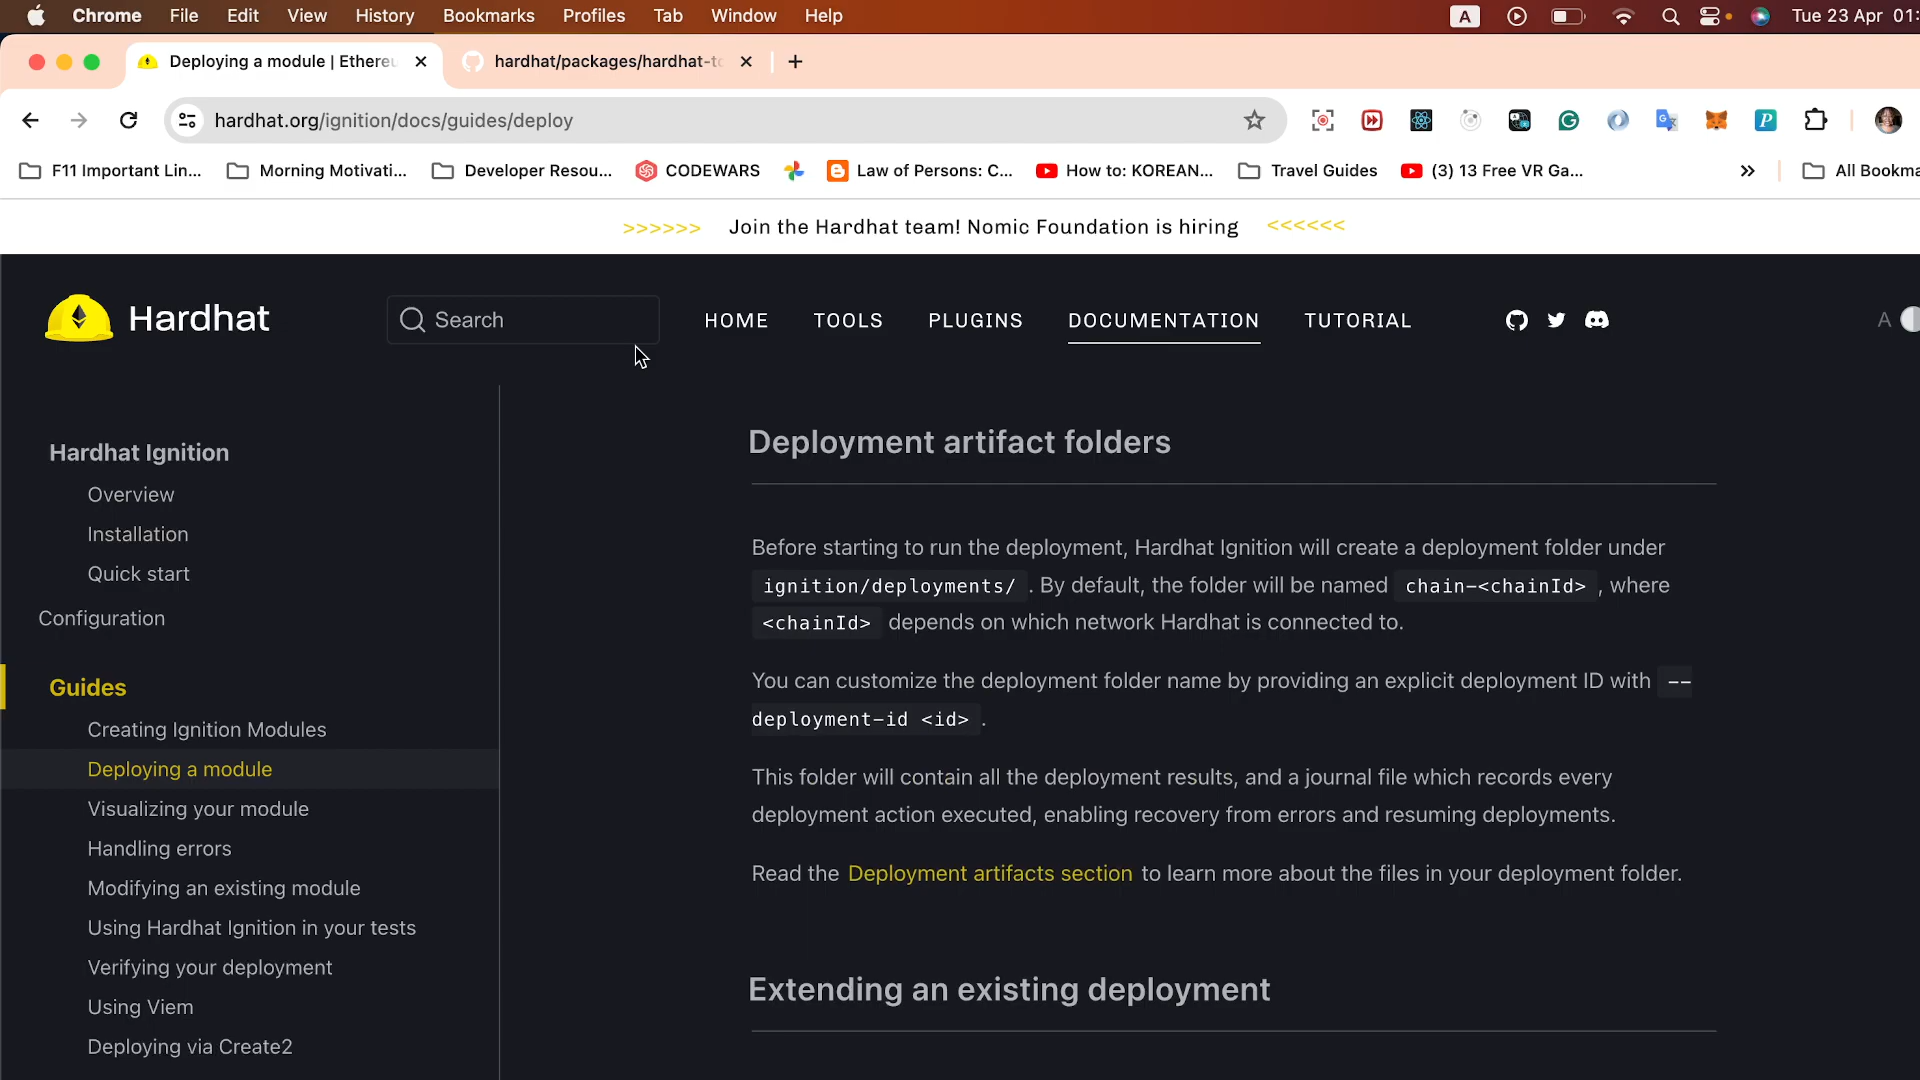 Chrome File Edit View History Bookmarks Profiles Tab Window Help A Tue 23 Apr 01:
Deploying a module | Ethere hardhat/packages/hardhat-to
hardhat.org/ignition/docs/guides/deploy
F11 Important Lin... Morning Motivati... Developer Resou... CODEWARS Law of Persons: C... How to: KOREAN... Travel Guides (3) 13 Free VR Ga... All Bookma
>>>>>> Join the Hardhat team! Nomic Foundation is hiring <<<<<<
Hardhat Search HOME TOOLS PLUGINS DOCUMENTATION TUTORIAL A
Hardhat Ignition
Overview
Installation
Quick start
Configuration
Guides
Creating Ignition Modules
Deploying a module
Visualizing your module
Handling errors
Modifying an existing module
Using Hardhat Ignition in your tests
Verifying your deployment
Using Viem
Deploying via Create2
Deployment artifact folders
Before starting to run the deployment, Hardhat Ignition will create a deployment folder under
ignition/deployments/ . By default, the folder will be named chain-<chainId> , where
<chainId> depends on which network Hardhat is connected to.
You can customize the deployment folder name by providing an explicit deployment ID with --
deployment-id <id> .
This folder will contain all the deployment results, and a journal file which records every
deployment action executed, enabling recovery from errors and resuming deployments.
Read the Deployment artifacts section to learn more about the files in your deployment folder.
Extending an existing deployment